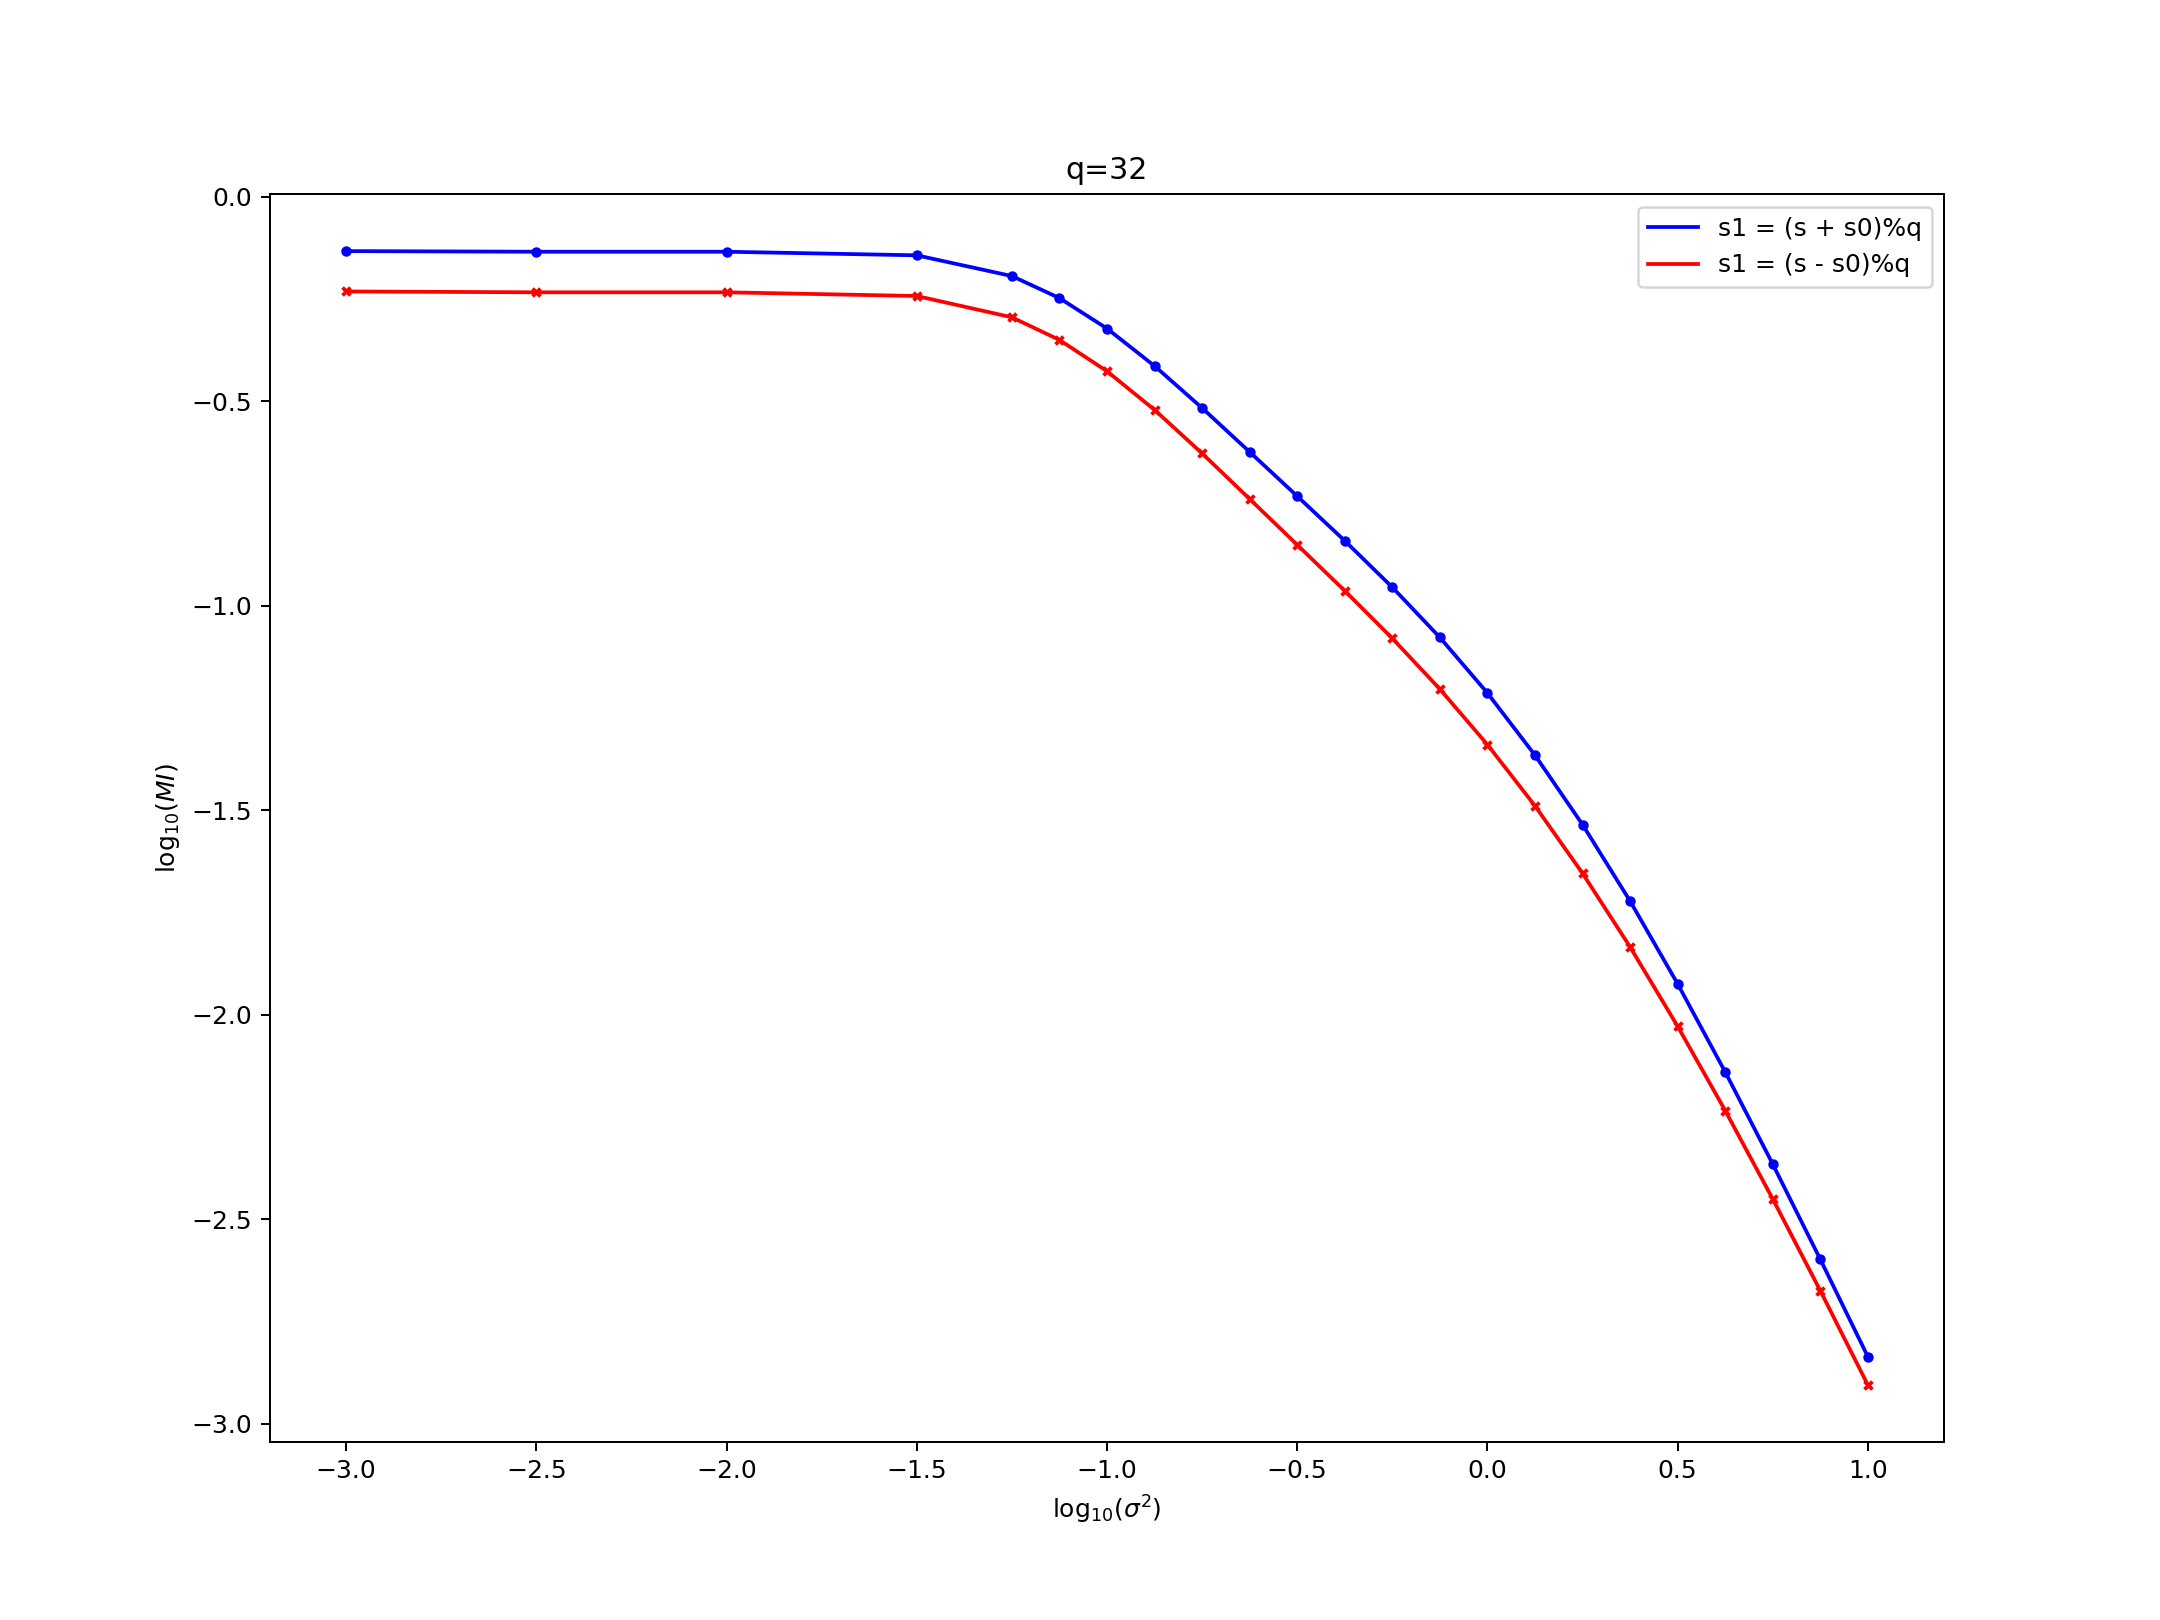 q=32
s1 = (s + s0)%q
s1 = (s - s0)%q
0.0
−0.5
−1.0
−1.5
−2.0
−2.5
−3.0
log₁₀(MI)
−3.0 −2.5 −2.0 −1.5 −1.0 −0.5 0.0 0.5 1.0
log₁₀(σ²)